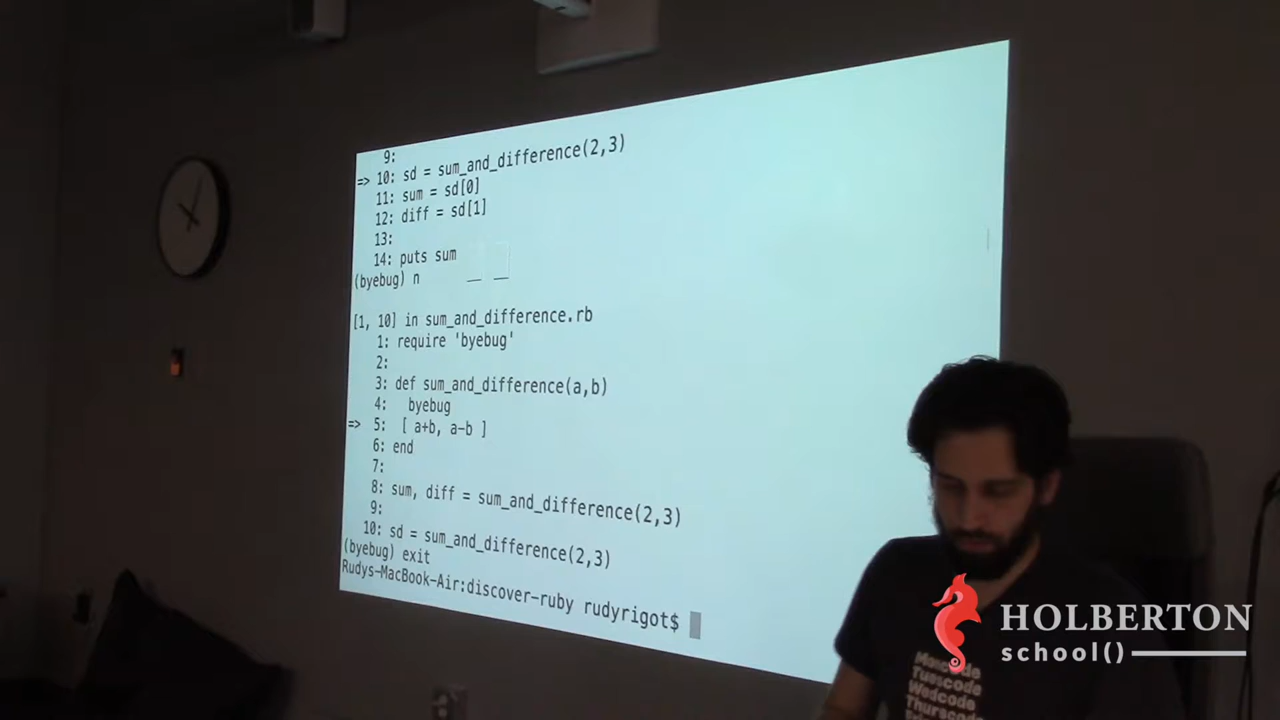 9:
=> 10: sd = sum_and_difference(2,3)
11: sum = sd[0]
12: diff = sd[1]
13:
14: puts sum
(byebug) n
[1, 10] in sum_and_difference.rb
1: require 'byebug'
2:
3: def sum_and_difference(a,b)
4: byebug
=> 5: [ a+b, a-b ]
6: end
7:
8: sum, diff = sum_and_difference(2,3)
9:
10: sd = sum_and_difference(2,3)
(byebug) exit
Rudys-MacBook-Air:discover-ruby rudyrigot$
HOLBERTON
school()
Tuescode
Wedcode
Thurscode